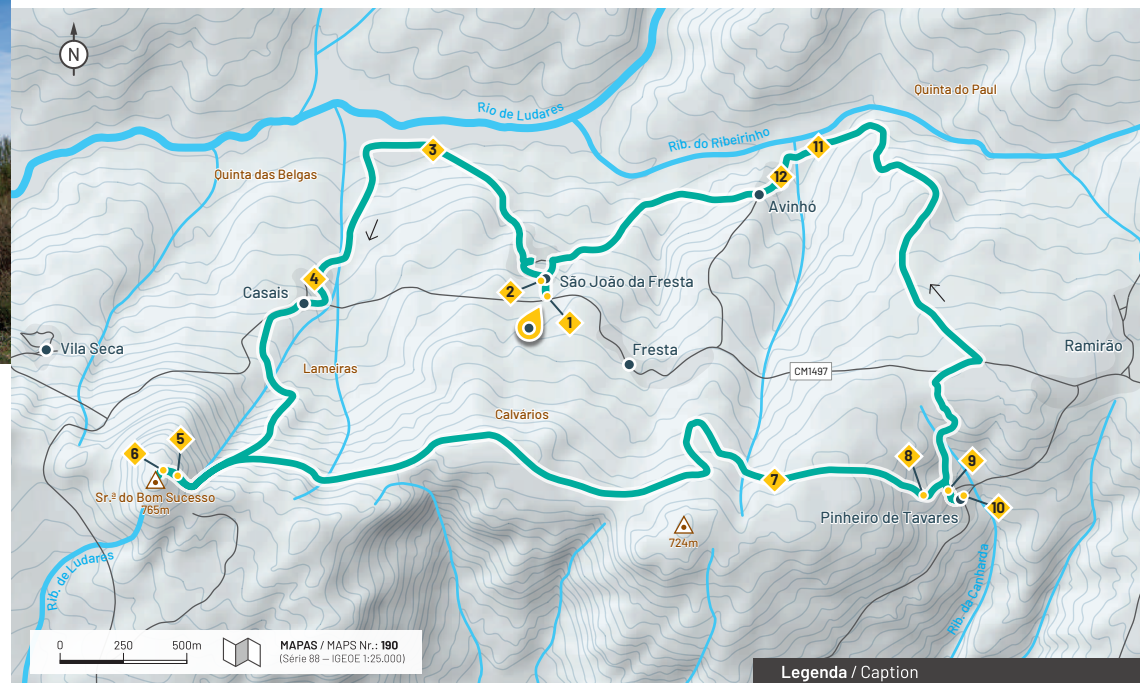 N
Quinta do Paul
Rio de Ludares
Rib. do Ribeirinho
11
3
12
Quinta das Belgas
Avinhó
4
São João da Fresta
Casais
2
1
Vila Seca
Fresta
Ramirão
Lameiras
CM1497
Calvários
5
6
8
9
7
Sr.ª do Bom Sucesso
765m
10
Pinheiro de Tavares
724m
Rib. de Ludares
Rib. da Canharda
0 250 500m
MAPAS / MAPS Nr.: 190
(Série 88 – IGEOE 1:25.000)
Legenda / Caption